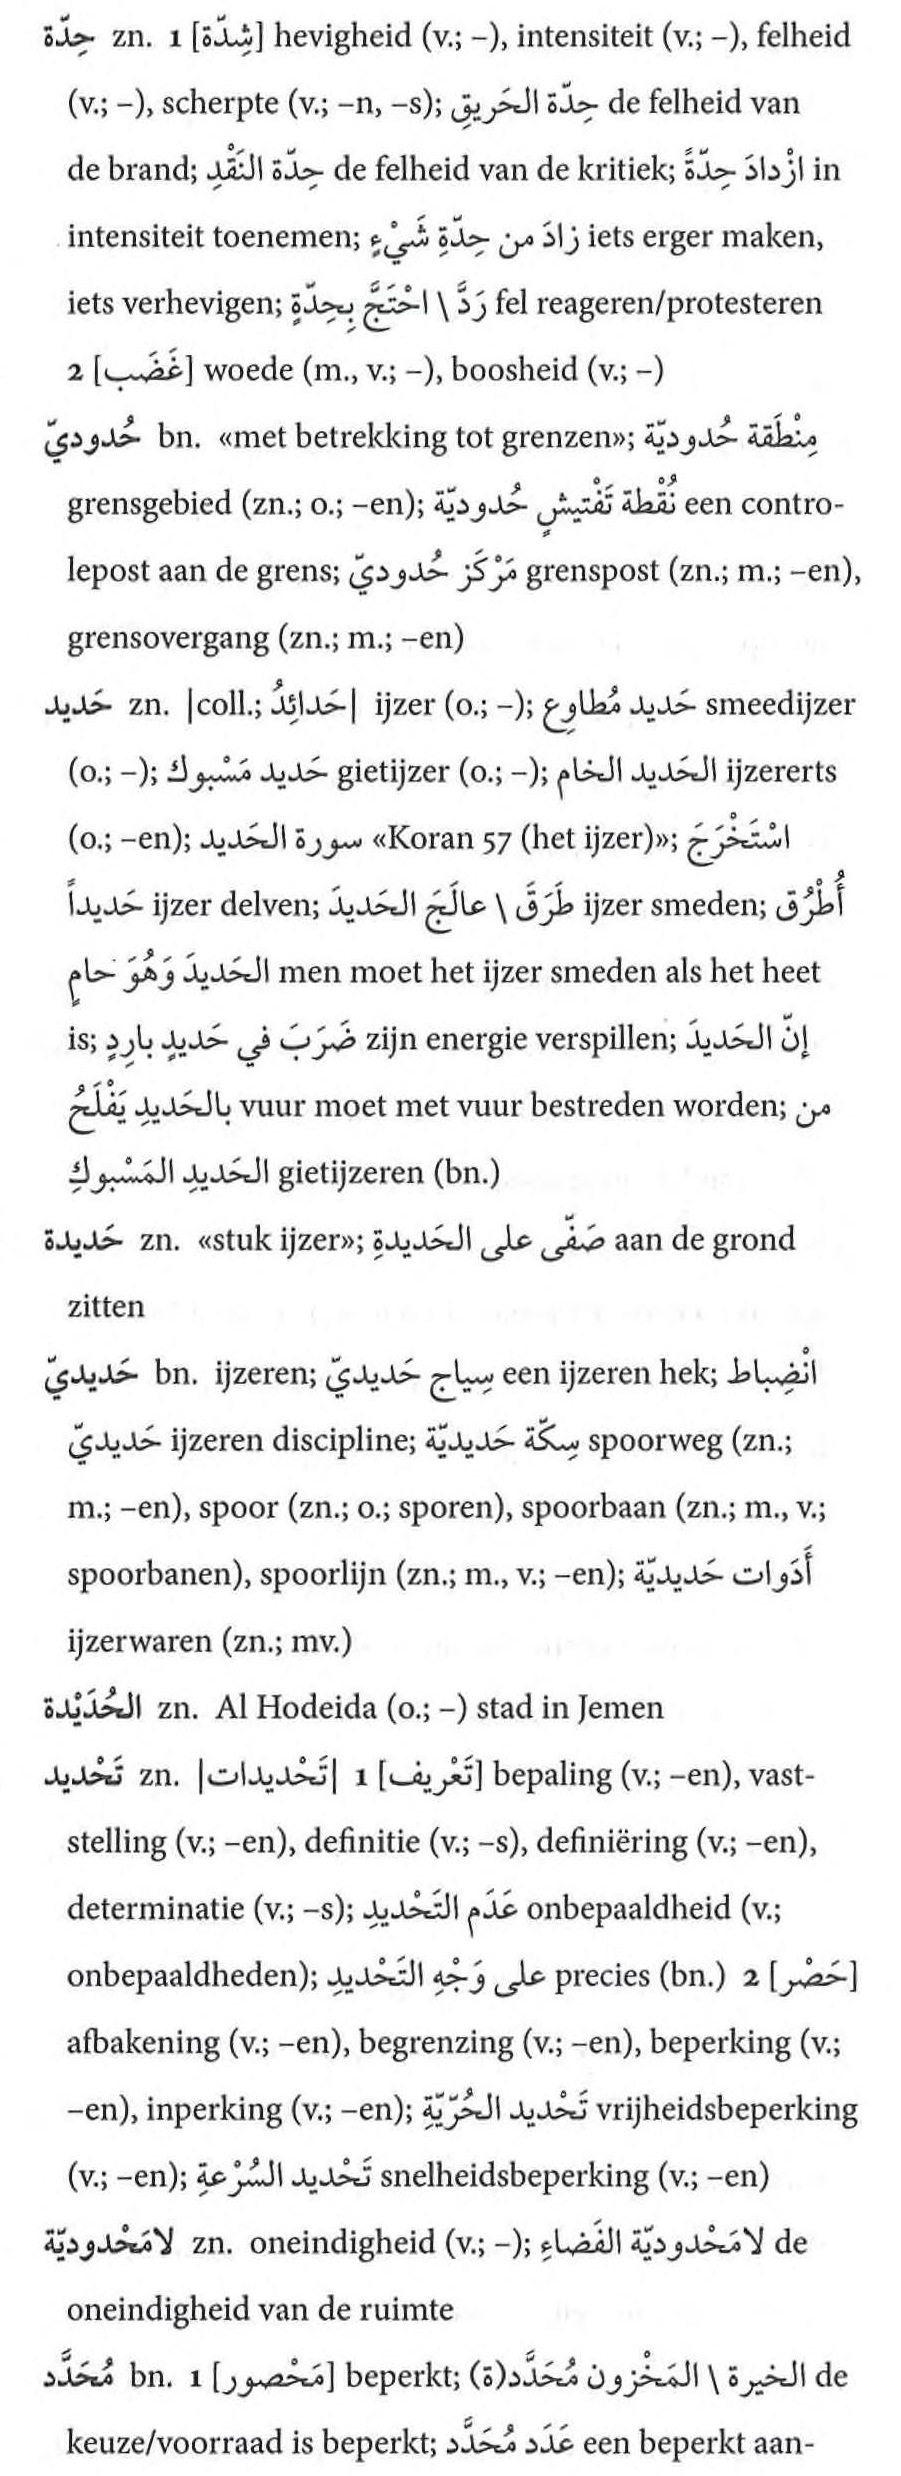 حِدّة zn. 1 [شِدّة] hevigheid (v.; –), intensiteit (v.; –), felheid
(v.; –), scherpte (v.; –n, –s); حِدّة الحَريقِ de felheid van
de brand; حِدّة النَقْدِ de felheid van de kritiek; ازْدادَ حِدّةً in
intensiteit toenemen; زادَ من حِدّةِ شَيْءٍ iets erger maken,
iets verhevigen; رَدَّ \ احْتَجَّ بِحِدّةٍ fel reageren/protesteren
2 [غَضَب] woede (m., v.; –), boosheid (v.; –)
حُدوديّ bn. «met betrekking tot grenzen»; مِنْطَقة حُدوديّة
grensgebied (zn.; o.; –en); نُقْطة تَفْتيشٍ حُدوديّة een contro-
lepost aan de grens; مَرْكَز حُدوديّ grenspost (zn.; m.; –en),
grensovergang (zn.; m.; –en)
حَديد zn. |coll.; حَدائِدُ| ijzer (o.; –); حَديد مُطاوِع smeedijzer
(o.; –); حَديد مَسْبوك gietijzer (o.; –); الحَديد الخام ijzererts
(o.; –en); سورة الحَديد «Koran 57 (het ijzer)»; اسْتَخْرَجَ
حَديداً ijzer delven; طَرَقَ \ عالَجَ الحَديدَ ijzer smeden; أُطْرُق
الحَديدَ وَهُوَ حامٍ men moet het ijzer smeden als het heet
is; ضَرَبَ في حَديدٍ بارِدٍ zijn energie verspillen; إنّ الحَديدَ
بالحَديدِ يَفْلَحُ vuur moet met vuur bestreden worden; من
الحَديدِ المَسْبوكِ gietijzeren (bn.)
حَديدة zn. «stuk ijzer»; صَفّى على الحَديدةِ aan de grond
zitten
حَديديّ bn. ijzeren; سِياج حَديديّ een ijzeren hek; انْضِباط
حَديديّ ijzeren discipline; سِكّة حَديديّة spoorweg (zn.;
m.; –en), spoor (zn.; o.; sporen), spoorbaan (zn.; m., v.;
spoorbanen), spoorlijn (zn.; m., v.; –en); أَدَوات حَديديّة
ijzerwaren (zn.; mv.)
الحُدَيْدة zn. Al Hodeida (o.; –) stad in Jemen
تَحْديد zn. |تَحْديدات| 1 [تَعْريف] bepaling (v.; –en), vast-
stelling (v.; –en), definitie (v.; –s), definiëring (v.; –en),
determinatie (v.; –s); عَدَم التَحْديدِ onbepaaldheid (v.;
onbepaaldheden); على وَجْهِ التَحْديدِ precies (bn.) 2 [حَصْر]
afbakening (v.; –en), begrenzing (v.; –en), beperking (v.;
–en), inperking (v.; –en); تَحْديد الحُرّيّةِ vrijheidsbeperking
(v.; –en); تَحْديد السُرْعةِ snelheidsbeperking (v.; –en)
لامَحْدوديّة zn. oneindigheid (v.; –); لامَحْدوديّة الفَضاءِ de
oneindigheid van de ruimte
مُحَدَّد bn. 1 [مَحْصور] beperkt; الخيرة \ المَخْزون مُحَدَّد(ة) de
keuze/voorraad is beperkt; عَدَد مُحَدَّد een beperkt aan-